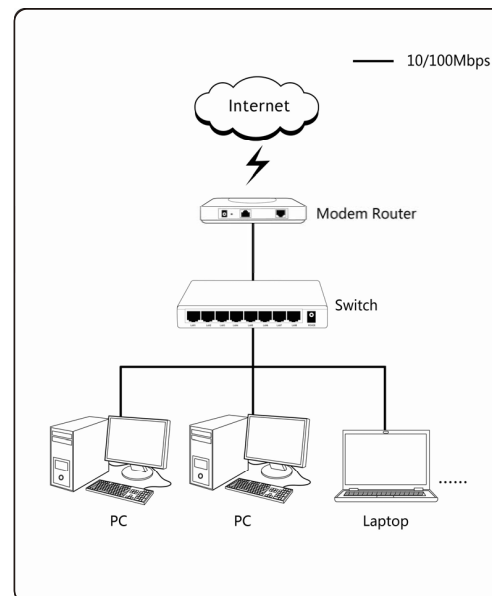 10/100Mbps
Internet
Modem Router
Switch
PC
PC
Laptop
......